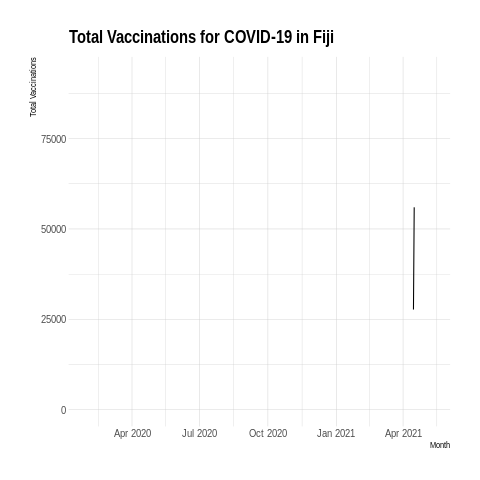 Total Vaccinations for COVID-19 in Fiji
Total Vaccinations
75000
50000
25000
0
Apr 2020 Jul 2020 Oct 2020 Jan 2021 Apr 2021
Month